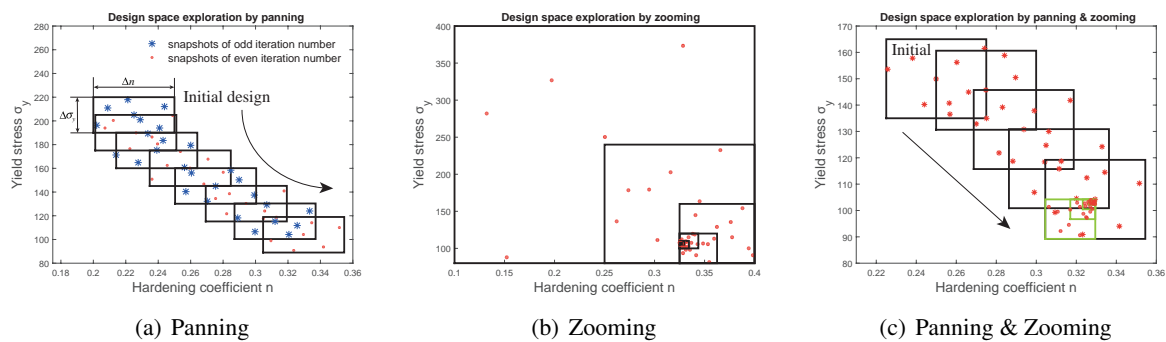 Design space exploration by panning
280
260
240
220
200
180
160
140
120
100
80
Yield stress σ_y
snapshots of odd iteration number
snapshots of even iteration number
Δn
Δσ_y
Initial design
0.18 0.2 0.22 0.24 0.26 0.28 0.3 0.32 0.34 0.36
Hardening coefficient n
(a) Panning
Design space exploration by zooming
400
350
300
250
200
150
100
Yield stress σ_y
0.1 0.15 0.2 0.25 0.3 0.35 0.4
Hardening coefficient n
(b) Zooming
Design space exploration by panning & zooming
170
160
150
140
130
120
110
100
90
80
Yield stress σ_y
Initial
0.22 0.24 0.26 0.28 0.3 0.32 0.34 0.36
Hardening coefficient n
(c) Panning & Zooming